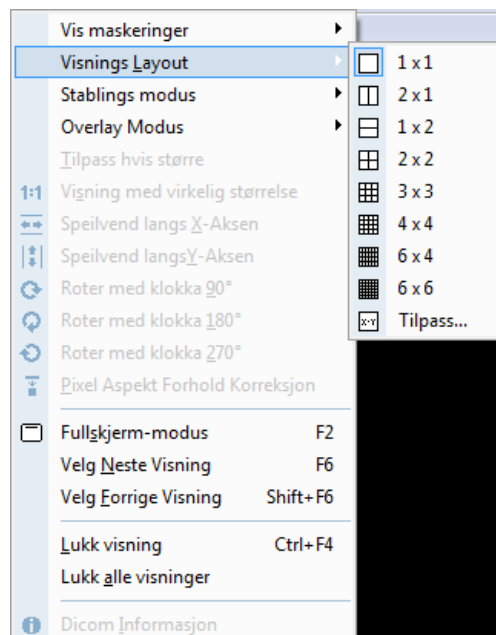 Vis maskeringer
Visnings Layout
Stablings modus
Overlay Modus
Tilpass hvis større
1:1 Visning med virkelig størrelse
Speilvend langs X-Aksen
Speilvend langsY-Aksen
Roter med klokka 90°
Roter med klokka 180°
Roter med klokka 270°
Pixel Aspekt Forhold Korreksjon
Fullskjerm-modus F2
Velg Neste Visning F6
Velg Forrige Visning Shift+F6
Lukk visning Ctrl+F4
Lukk alle visninger
Dicom Informasjon
1 x 1
2 x 1
1 x 2
2 x 2
3 x 3
4 x 4
6 x 4
6 x 6
x-Y Tilpass...